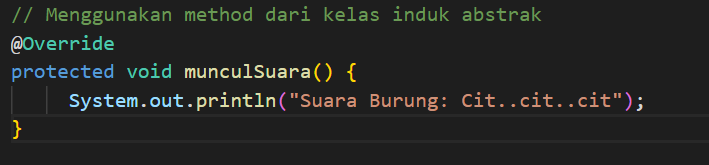 // Menggunakan method dari kelas induk abstrak
@Override
protected void munculSuara() {
System.out.println("Suara Burung: Cit..cit..cit");
}